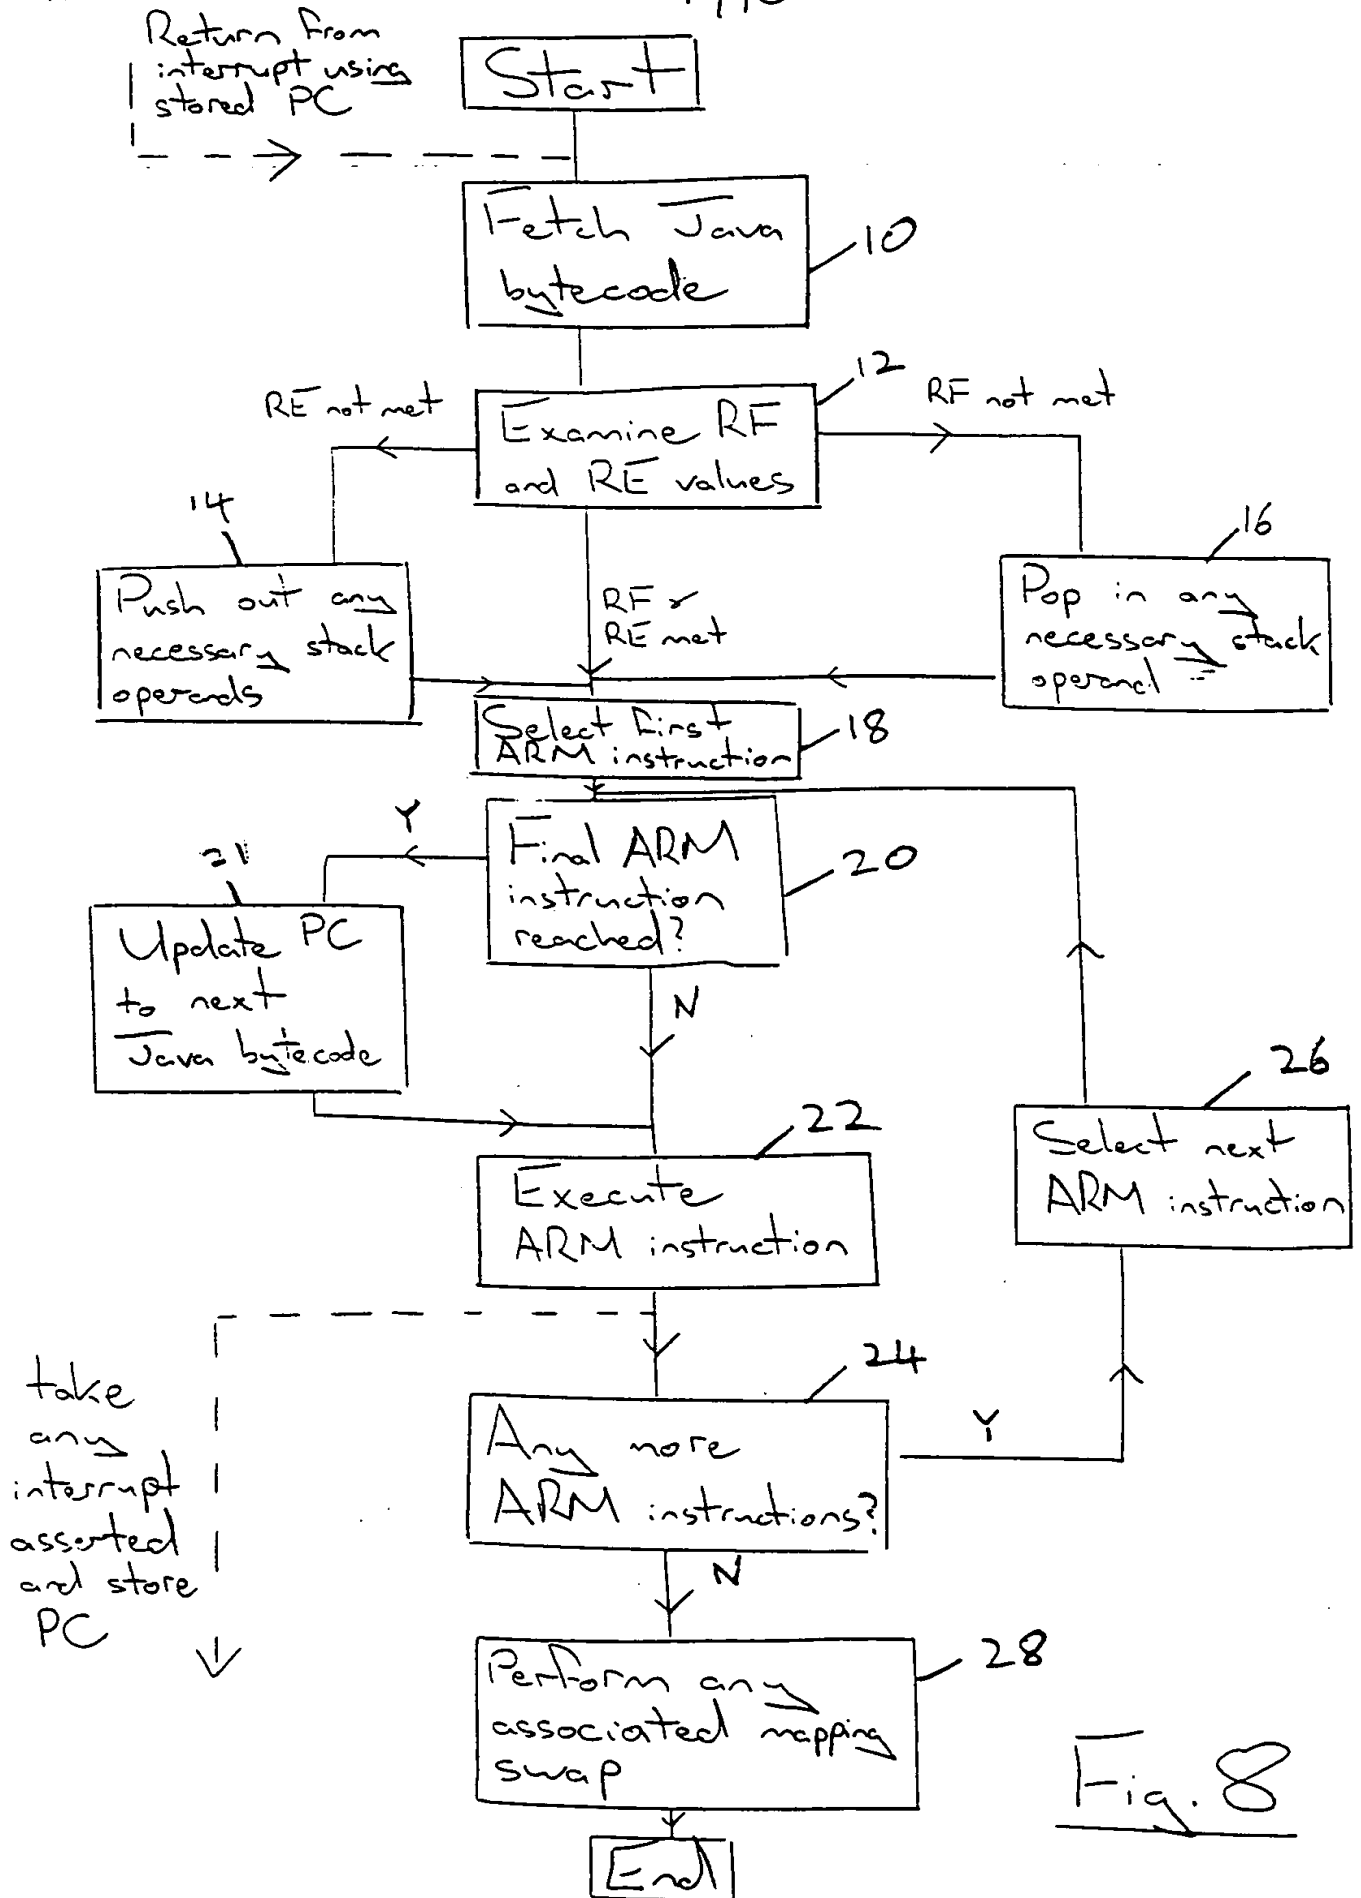 Return from
interrupt using
stored PC
Start
Fetch Java
bytecode
10
12
RE not met
Examine RF
and RE values
RF not met
14
16
Push out any
necessary stack
operands
RF &
RE met
Pop in any
necessary stack
operand
Select first
ARM instruction
18
Y
Final ARM
instruction
reached?
20
21
Update PC
to next
Java bytecode
N
26
Select next
ARM instruction
22
Execute
ARM instruction
take
any
interrupt
asserted
and store
PC
24
Any more
ARM instructions?
Y
N
28
Perform any
associated mapping
swap
Fig. 8
End